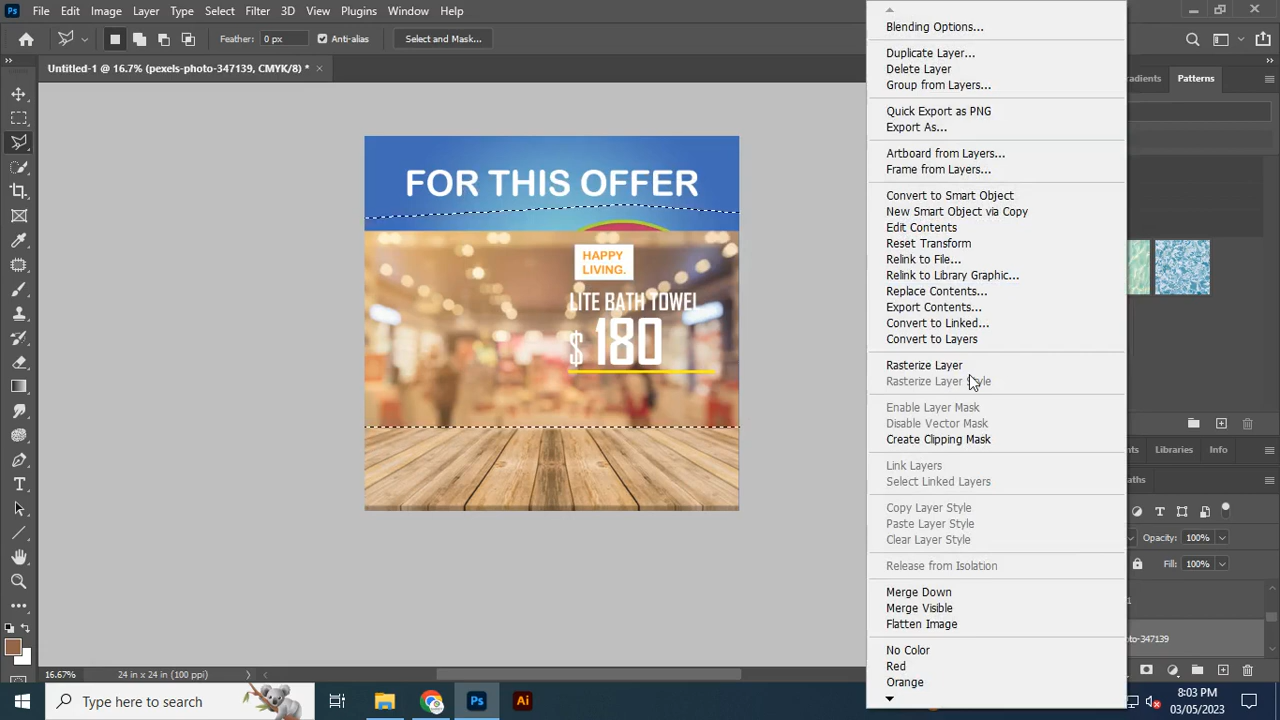 Ps File Edit Image Layer Type Select Filter 3D View Plugins Window Help
Feather: 0 px Anti-alias Select and Mask...
Untitled-1 @ 16.7% (pexels-photo-347139, CMYK/8) *
FOR THIS OFFER
HAPPY
LIVING.
LITE BATH TOWEL
$ 180
Blending Options...
Duplicate Layer...
Delete Layer
Group from Layers...
Quick Export as PNG
Export As...
Artboard from Layers...
Frame from Layers...
Convert to Smart Object
New Smart Object via Copy
Edit Contents
Reset Transform
Relink to File...
Relink to Library Graphic...
Replace Contents...
Export Contents...
Convert to Linked...
Convert to Layers
Rasterize Layer
Rasterize Layer Style
Enable Layer Mask
Disable Vector Mask
Create Clipping Mask
Link Layers
Select Linked Layers
Copy Layer Style
Paste Layer Style
Clear Layer Style
Release from Isolation
Merge Down
Merge Visible
Flatten Image
No Color
Red
Orange
Patterns
Libraries Info
Opacity: 100%
Fill: 100%
16.67% 24 in x 24 in (100 ppi)
Type here to search
Ps Ai
8:03 PM
03/05/2023